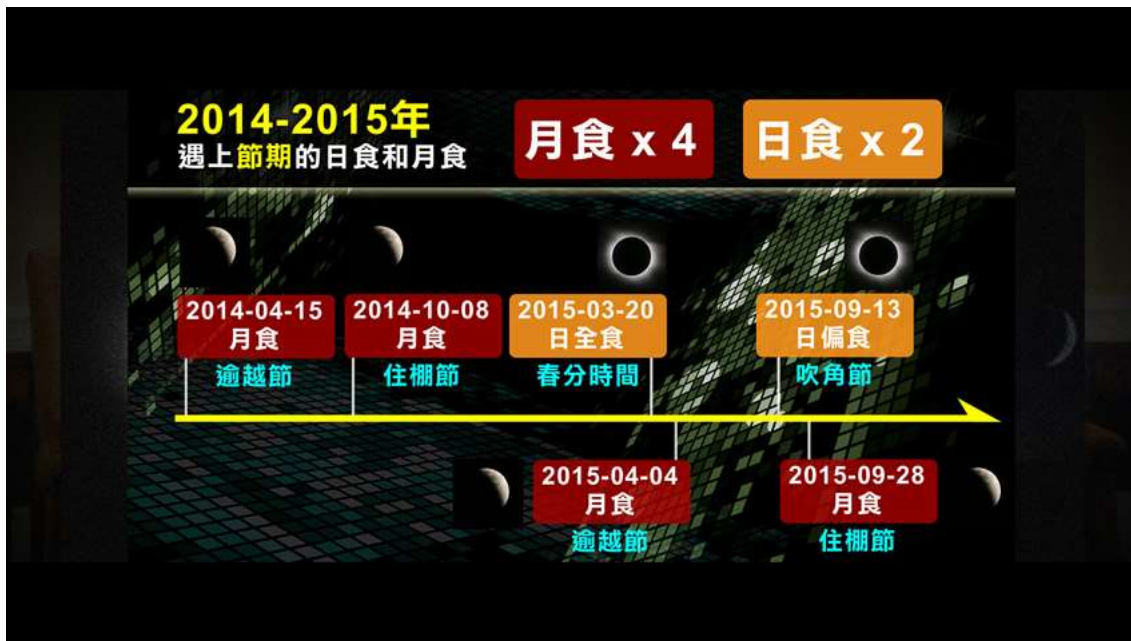 2014-2015年
遇上節期的日食和月食
月食 x 4
日食 x 2
2014-04-15
月食
逾越節
2014-10-08
月食
住棚節
2015-03-20
日全食
春分時間
2015-09-13
日偏食
吹角節
2015-04-04
月食
逾越節
2015-09-28
月食
住棚節